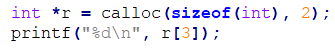 int *r = calloc(sizeof(int), 2);
printf("%d\n", r[3]);